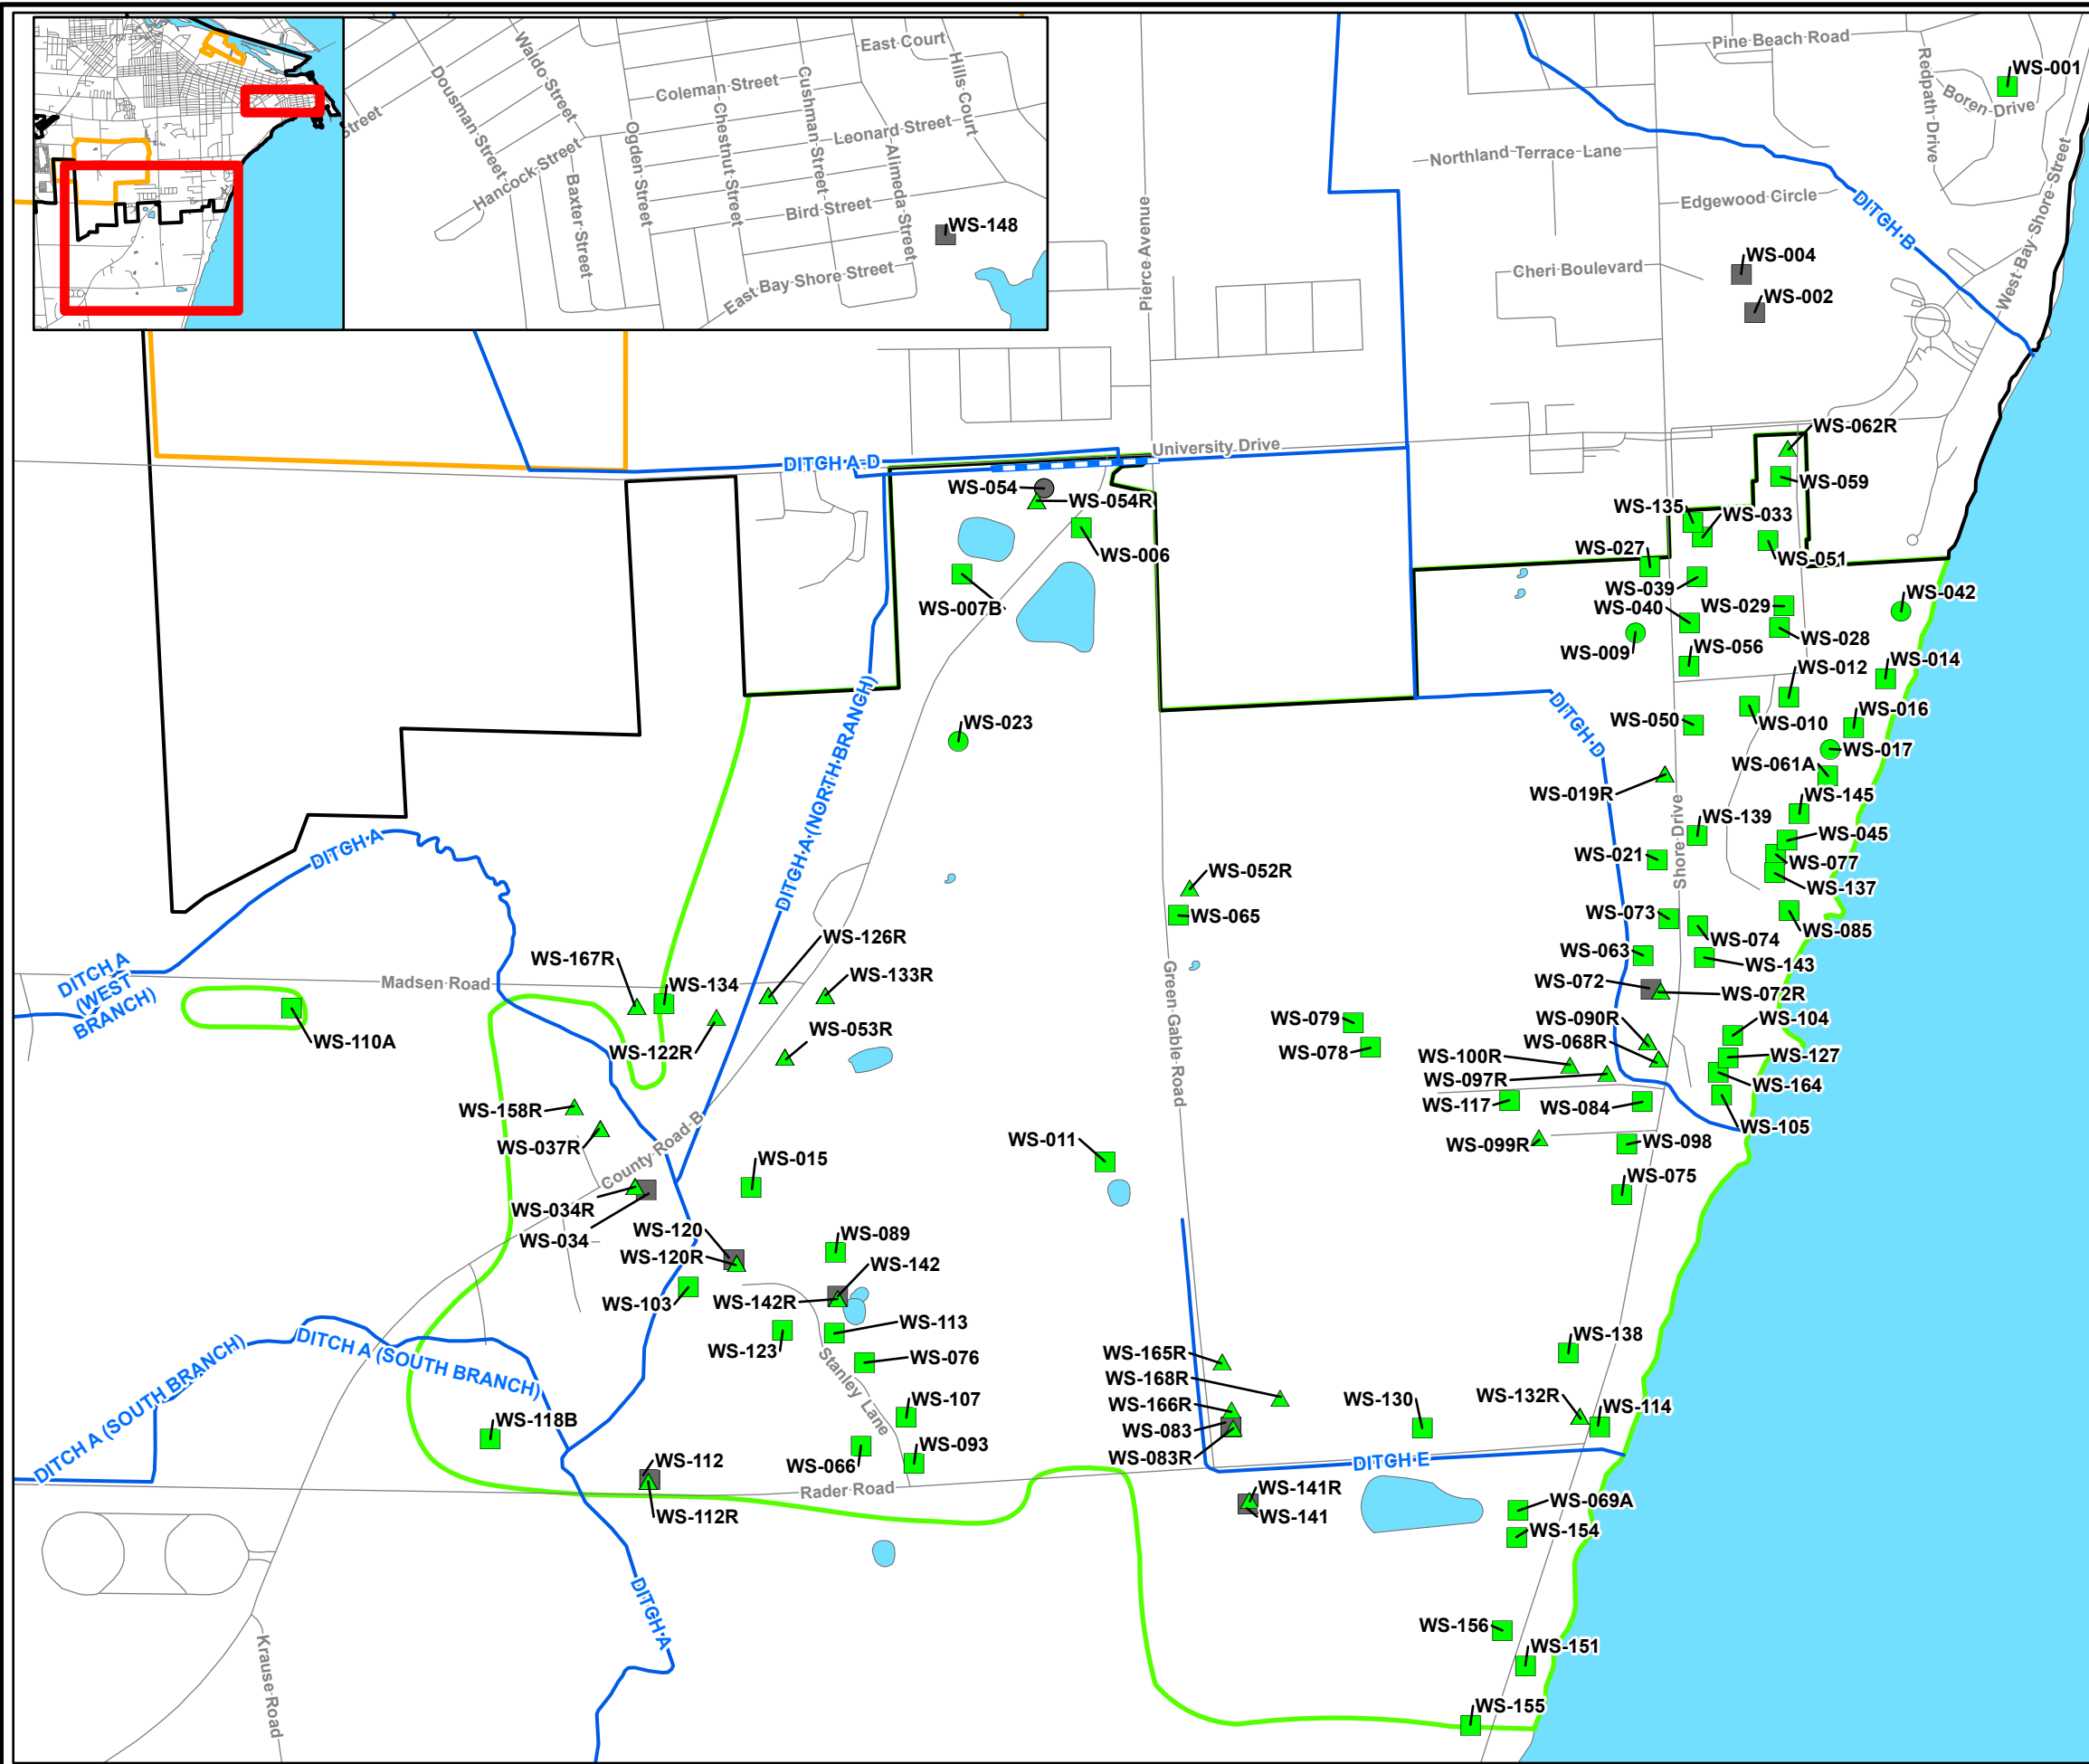 Street
Dousman Street
Waldo Street
Hancock Street
Baxter Street
Ogden Street
Coleman Street
Chestnut Street
Cushman Street
East Court
Hills Court
Leonard Street
Alimeda Street
Bird Street
East Bay Shore Street
WS-148
Pierce Avenue
Pine Beach Road
Redpath Drive
Boren Drive
WS-001
Northland Terrace Lane
Edgewood Circle
DITCH B
West Bay Shore Street
Cheri Boulevard
WS-004
WS-002
University Drive
DITCH A-D
WS-062R
WS-059
WS-054
WS-054R
WS-006
WS-007B
WS-135
WS-033
WS-027
WS-051
WS-039
WS-040
WS-029
WS-042
WS-028
WS-009
WS-056
WS-012
WS-014
WS-010
WS-016
WS-050
WS-017
WS-061A
DITCH D
WS-023
DITCH A (NORTH BRANCH)
WS-019R
WS-145
WS-139
WS-045
Shore Drive
WS-021
WS-077
WS-137
DITCH A
WS-052R
WS-065
WS-073
WS-085
WS-074
WS-063
WS-143
WS-126R
WS-167R
WS-134
WS-133R
Madsen Road
DITCH A
(WEST
BRANCH)
WS-110A
WS-122R
WS-053R
Green Gable Road
WS-072
WS-072R
WS-079
WS-078
WS-090R
WS-104
WS-068R
WS-100R
WS-127
WS-097R
WS-164
WS-117
WS-084
WS-105
WS-099R
WS-098
WS-075
WS-158R
WS-037R
County Road B
WS-015
WS-011
WS-034R
WS-034
WS-120
WS-120R
WS-089
WS-142
WS-103
WS-142R
WS-113
WS-123
WS-076
Stanley Lane
DITCH A (SOUTH BRANCH)
DITCH A (SOUTH BRANCH)
WS-107
WS-118B
WS-093
WS-066
WS-112
WS-112R
Rader Road
WS-165R
WS-168R
WS-166R
WS-083
WS-083R
WS-130
WS-138
WS-132R
WS-114
DITCH E
WS-141R
WS-141
WS-069A
WS-154
DITCH A
Krause Road
WS-156
WS-151
WS-155